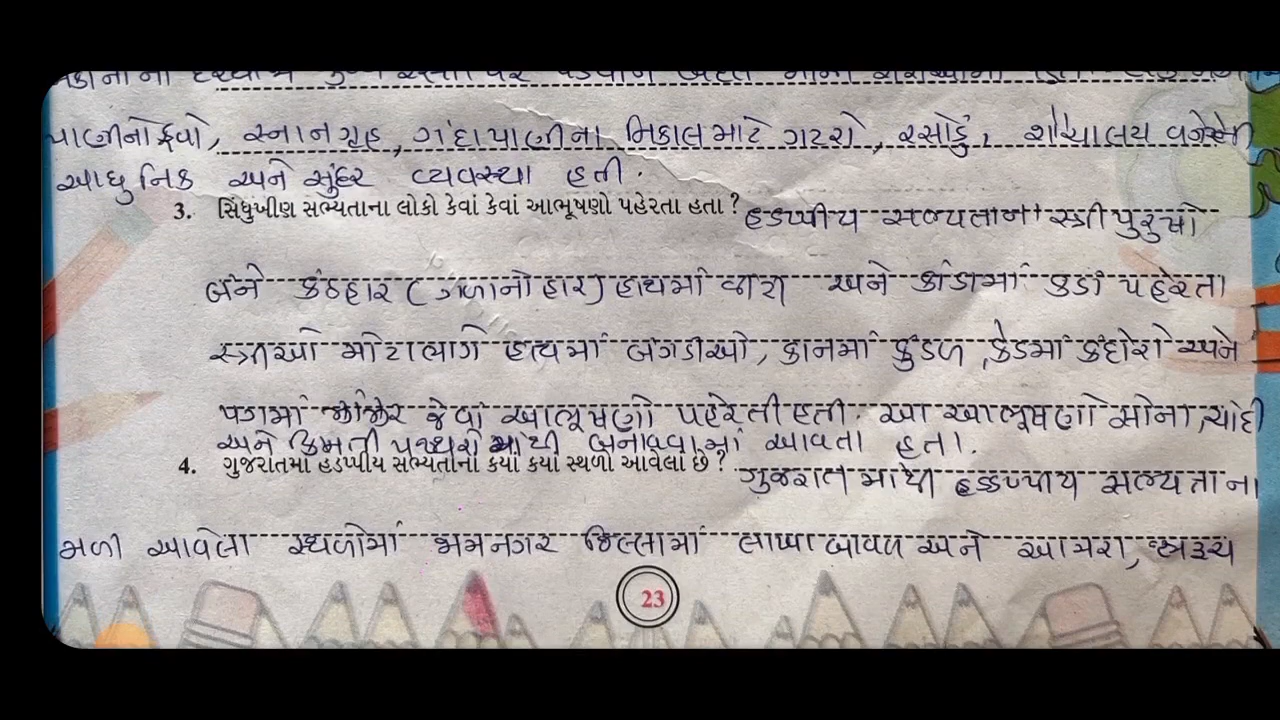 પાણીનો કૂવો, સ્નાનગૃહ, ગંદાપાણીના નિકાલ માટે ગટરો, રસોડું, શૌચાલય વગેરેની
આધુનિક અને સુંદર વ્યવસ્થા હતી.
3. સિંધુખીણ સભ્યતાના લોકો કેવાં કેવાં આભૂષણો પહેરતા હતા ? હડપ્પીય સભ્યતાના સ્ત્રી પુરુષો
બંને કંઠહાર (ગળાનો હાર) હાથમાં બાજુ અને કાંડામાં કડાં પહેરતા
સ્ત્રીઓ મોટાભાગે હાથમાં બંગડીઓ, કાનમાં કુંડળ, કેડમાં કંદોરો અને
પગમાં ઝાંઝર જેવાં આભૂષણો પહેરતી હતી. આ આભૂષણો સોના, ચાંદી
અને કિંમતી પથ્થરોમાંથી બનાવવામાં આવતા હતા.
4. ગુજરાતમાં હડપ્પીય સભ્યતાનાં કયાં કયાં સ્થળો આવેલાં છે ? ગુજરાતમાંથી હડપ્પીય સભ્યતાના
મળી આવેલા સ્થળોમાં જામનગર જિલ્લામાં લાખાબાવળ અને આમરા,
23